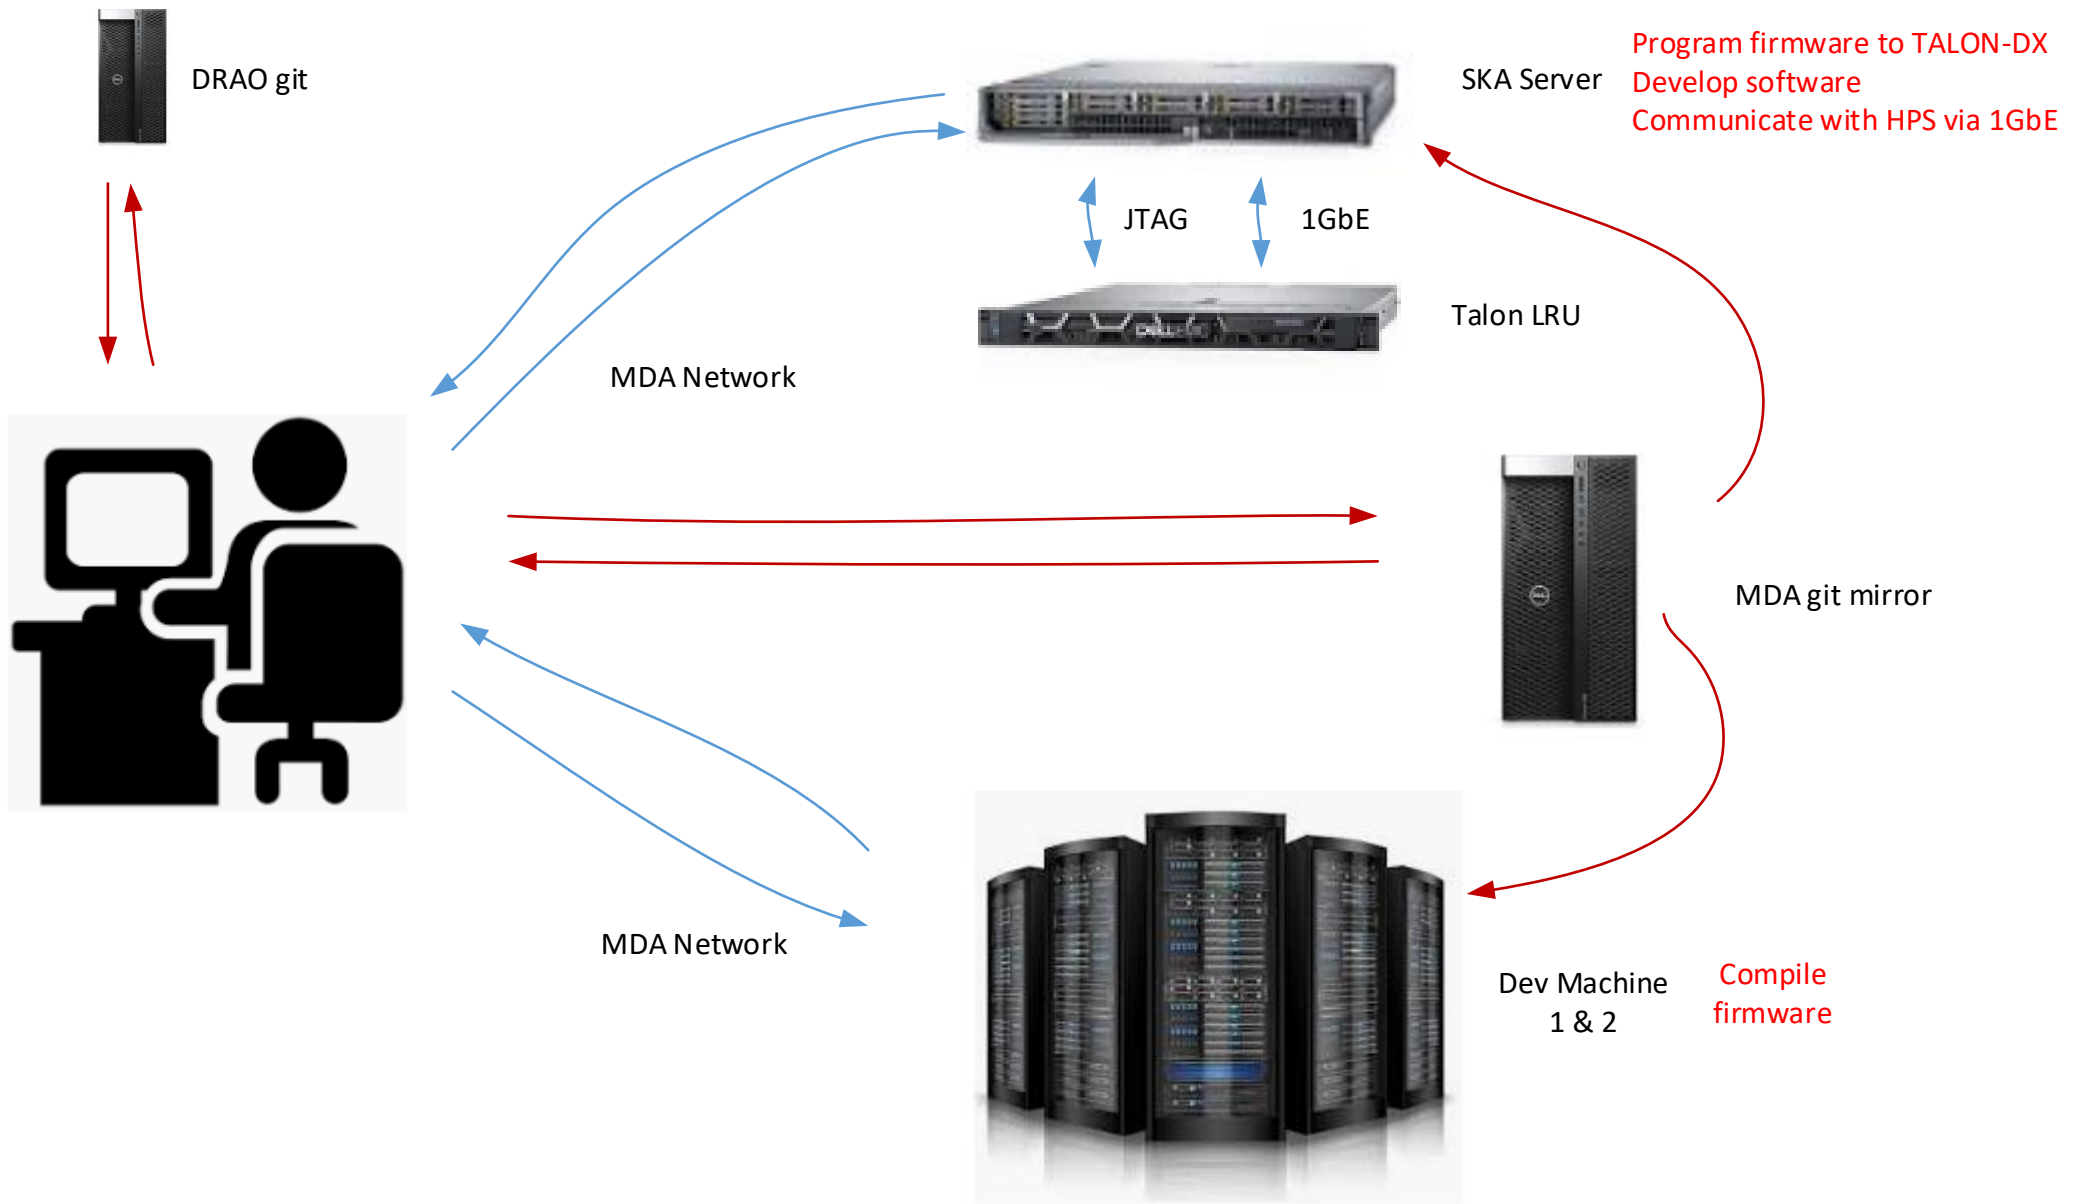 DRAO git
SKA Server
Program firmware to TALON-DX
Develop software
Communicate with HPS via 1GbE
JTAG
1GbE
Talon LRU
MDA Network
MDA git mirror
MDA Network
Dev Machine
1 & 2
Compile
firmware